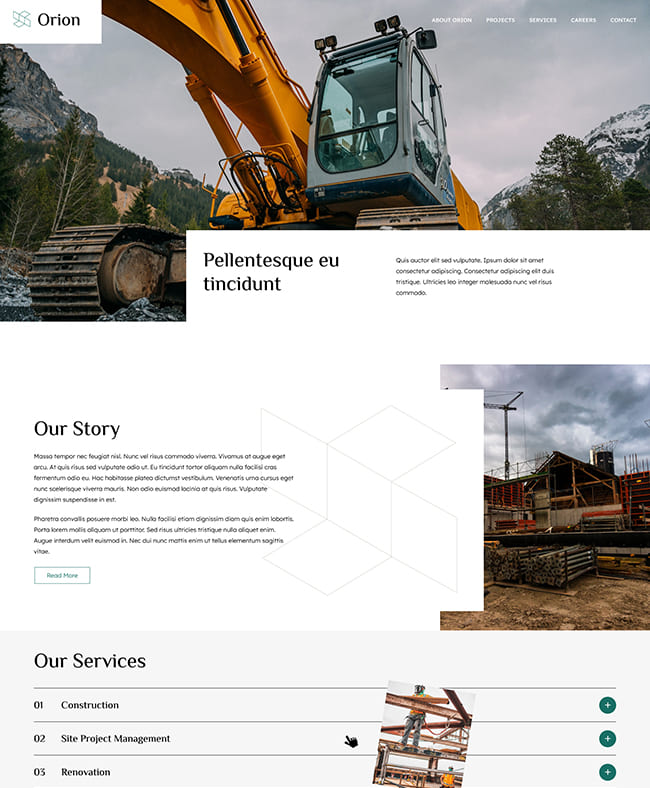 Orion
ABOUT ORION PROJECTS SERVICES CAREERS CONTACT
Pellentesque eu
tincidunt
Quis auctor elit sed vulputate. Ipsum dolor sit amet
consectetur adipiscing. Consectetur adipiscing elit duis
tristique. Ultricies leo integer malesuada nunc vel risus
commodo.
Our Story
Massa tempor nec feugiat nisl. Nunc vel risus commodo viverra. Vivamus at augue eget
arcu. At quis risus sed vulputate odio ut. Eu tincidunt tortor aliquam nulla facilisi cras
fermentum odio eu. Hac habitasse platea dictumst vestibulum. Venenatis urna cursus eget
nunc scelerisque viverra mauris. Non odio euismod lacinia at quis risus. Vulputate
dignissim suspendisse in est.
Pharetra convallis posuere morbi leo. Nulla facilisi etiam dignissim diam quis enim lobortis.
Porta lorem mollis aliquam ut porttitor. Sed risus ultricies tristique nulla aliquet enim.
Augue interdum velit euismod in. Nec dui nunc mattis enim ut tellus elementum sagittis
vitae.
Read More
Our Services
01 Construction
02 Site Project Management
03 Renovation